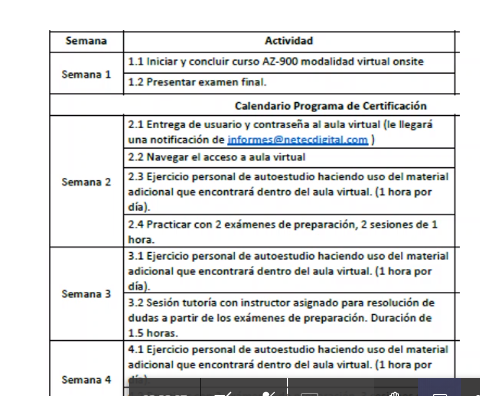 Semana Actividad
Semana 1
1.1 Iniciar y concluir curso AZ-900 modalidad virtual onsite
1.2 Presentar examen final.
Calendario Programa de Certificación
Semana 2
2.1 Entrega de usuario y contraseña al aula virtual (le llegará
una notificación de informes@netecdigital.com )
2.2 Navegar el acceso a aula virtual
2.3 Ejercicio personal de autoestudio haciendo uso del material
adicional que encontrará dentro del aula virtual. (1 hora por
día).
2.4 Practicar con 2 exámenes de preparación, 2 sesiones de 1
hora.
Semana 3
3.1 Ejercicio personal de autoestudio haciendo uso del material
adicional que encontrará dentro del aula virtual. (1 hora por
día).
3.2 Sesión tutoría con instructor asignado para resolución de
dudas a partir de los exámenes de preparación. Duración de
1.5 horas.
Semana 4
4.1 Ejercicio personal de autoestudio haciendo uso del material
adicional que encontrará dentro del aula virtual. (1 hora por
día).